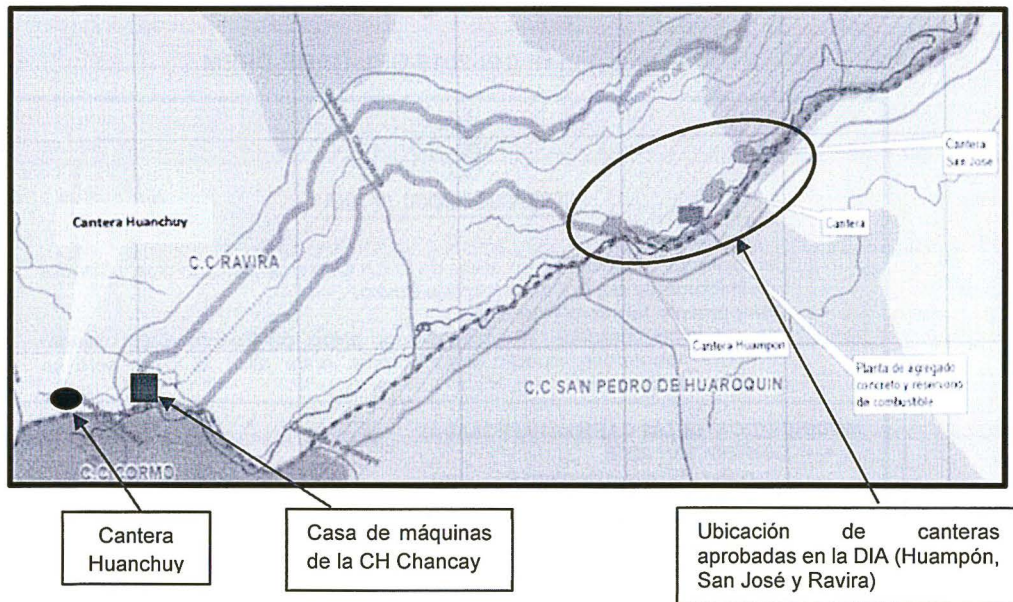 Cantera
San José
Cantera Huanchuy
C.C RAVIRA
Cantera
Cantera Huampón
C.C SAN PEDRO DE HUAROQUIN
Planta de agregado
concreto y reservorio
de combustible
C.C CORMO
Cantera
Huanchuy
Casa de máquinas
de la CH Chancay
Ubicación de canteras
aprobadas en la DIA (Huampón,
San José y Ravira)